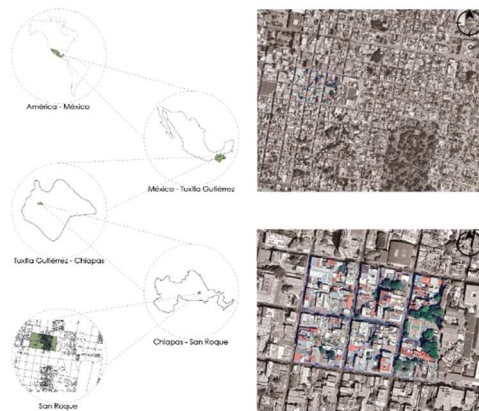 América - México
México - Tuxtla Gutiérrez
Tuxtla Gutiérrez - Chiapas
Chiapas - San Roque
San Roque